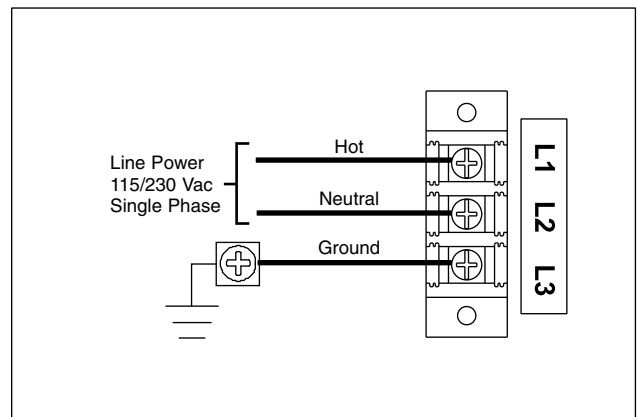 Hot
Line Power
115/230 Vac
Single Phase
Neutral
Ground
L1
L2
L3